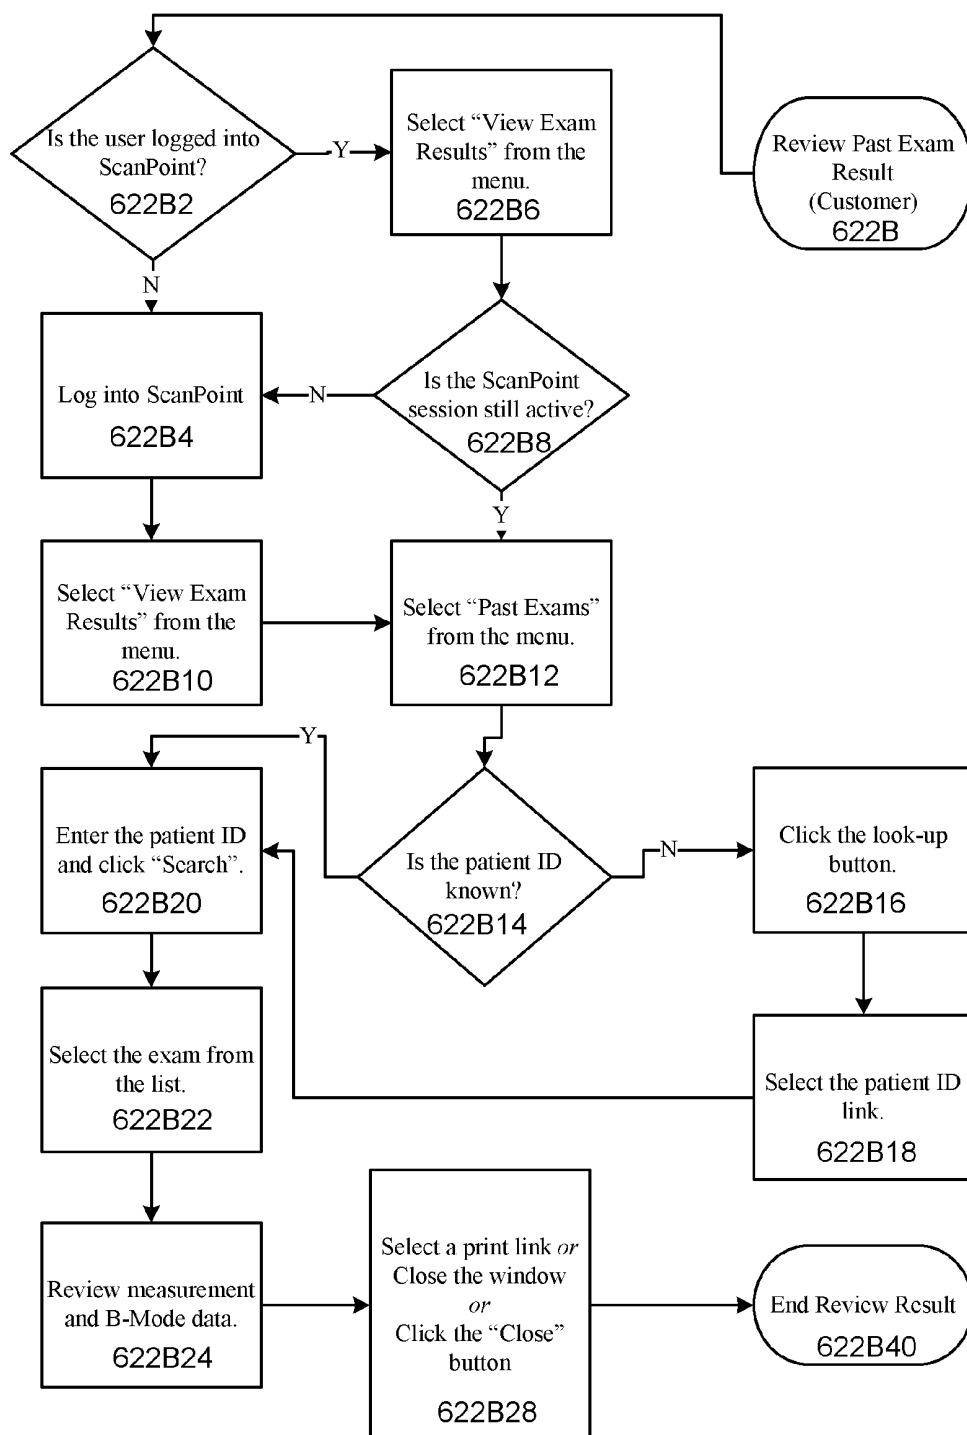 Is the user logged into
ScanPoint?
622B2
Y
Select “View Exam
Results” from the
menu.
622B6
Review Past Exam
Result
(Customer)
622B
N
Log into ScanPoint
622B4
N
Is the ScanPoint
session still active?
622B8
Y
Select “View Exam
Results” from the
menu.
622B10
Select “Past Exams”
from the menu.
622B12
Y
Enter the patient ID
and click “Search”.
622B20
Is the patient ID
known?
622B14
N
Click the look-up
button.
622B16
Select the exam from
the list.
622B22
Select the patient ID
link.
622B18
Review measurement
and B-Mode data.
622B24
Select a print link or
Close the window
or
Click the “Close”
button
622B28
End Review Result
622B40